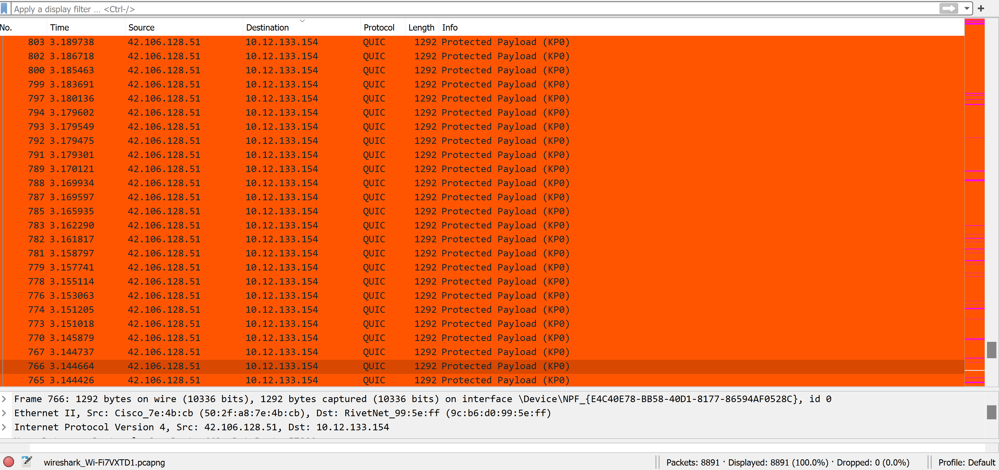 Apply a display filter ... <Ctrl-/>
No. Time Source Destination Protocol Length Info
803 3.189738 42.106.128.51 10.12.133.154 QUIC 1292 Protected Payload (KP0)
802 3.186718 42.106.128.51 10.12.133.154 QUIC 1292 Protected Payload (KP0)
800 3.185463 42.106.128.51 10.12.133.154 QUIC 1292 Protected Payload (KP0)
799 3.183691 42.106.128.51 10.12.133.154 QUIC 1292 Protected Payload (KP0)
797 3.180136 42.106.128.51 10.12.133.154 QUIC 1292 Protected Payload (KP0)
794 3.179602 42.106.128.51 10.12.133.154 QUIC 1292 Protected Payload (KP0)
793 3.179549 42.106.128.51 10.12.133.154 QUIC 1292 Protected Payload (KP0)
792 3.179475 42.106.128.51 10.12.133.154 QUIC 1292 Protected Payload (KP0)
791 3.179301 42.106.128.51 10.12.133.154 QUIC 1292 Protected Payload (KP0)
789 3.170121 42.106.128.51 10.12.133.154 QUIC 1292 Protected Payload (KP0)
788 3.169934 42.106.128.51 10.12.133.154 QUIC 1292 Protected Payload (KP0)
787 3.169597 42.106.128.51 10.12.133.154 QUIC 1292 Protected Payload (KP0)
785 3.165935 42.106.128.51 10.12.133.154 QUIC 1292 Protected Payload (KP0)
783 3.162290 42.106.128.51 10.12.133.154 QUIC 1292 Protected Payload (KP0)
782 3.161817 42.106.128.51 10.12.133.154 QUIC 1292 Protected Payload (KP0)
781 3.158797 42.106.128.51 10.12.133.154 QUIC 1292 Protected Payload (KP0)
779 3.157741 42.106.128.51 10.12.133.154 QUIC 1292 Protected Payload (KP0)
778 3.155114 42.106.128.51 10.12.133.154 QUIC 1292 Protected Payload (KP0)
776 3.153063 42.106.128.51 10.12.133.154 QUIC 1292 Protected Payload (KP0)
774 3.151205 42.106.128.51 10.12.133.154 QUIC 1292 Protected Payload (KP0)
773 3.151018 42.106.128.51 10.12.133.154 QUIC 1292 Protected Payload (KP0)
770 3.145879 42.106.128.51 10.12.133.154 QUIC 1292 Protected Payload (KP0)
767 3.144737 42.106.128.51 10.12.133.154 QUIC 1292 Protected Payload (KP0)
766 3.144664 42.106.128.51 10.12.133.154 QUIC 1292 Protected Payload (KP0)
765 3.144426 42.106.128.51 10.12.133.154 QUIC 1292 Protected Payload (KP0)
Frame 766: 1292 bytes on wire (10336 bits), 1292 bytes captured (10336 bits) on interface \Device\NPF_{E4C40E78-BB58-40D1-8177-86594AF0528C}, id 0
Ethernet II, Src: Cisco_7e:4b:cb (50:2f:a8:7e:4b:cb), Dst: RivetNet_99:5e:ff (9c:b6:d0:99:5e:ff)
Internet Protocol Version 4, Src: 42.106.128.51, Dst: 10.12.133.154
wireshark_Wi-Fi7VXTD1.pcapng Packets: 8891 · Displayed: 8891 (100.0%) · Dropped: 0 (0.0%) Profile: Default